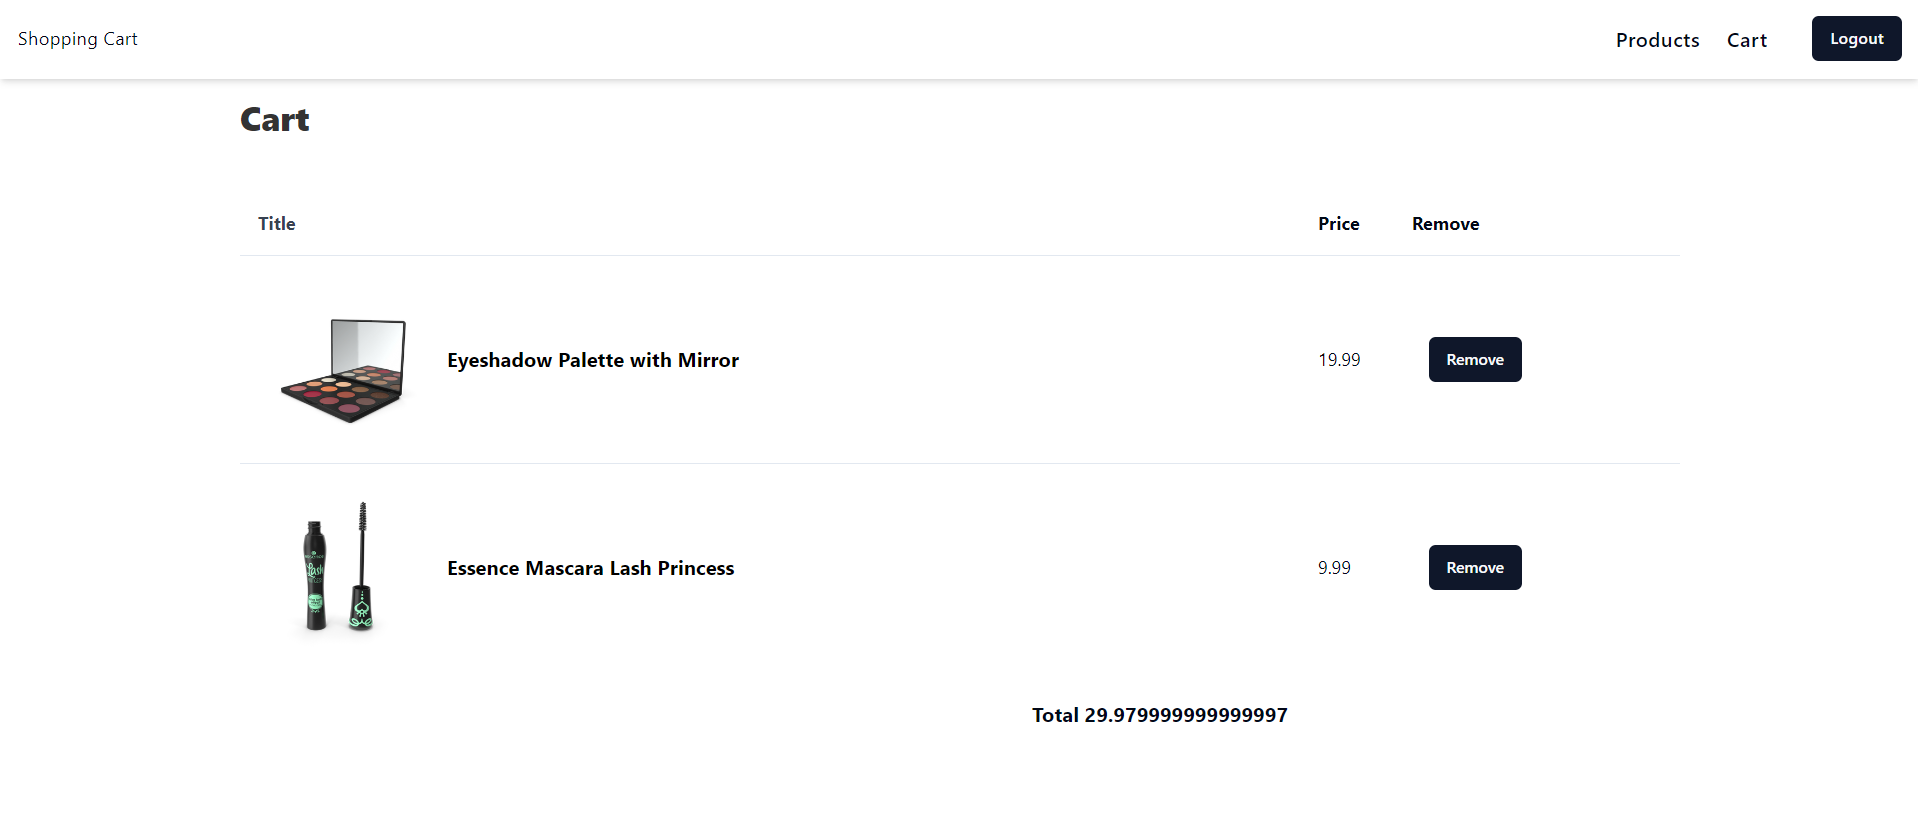 Shopping Cart Products Cart Logout
Cart
Title Price Remove
Eyeshadow Palette with Mirror 19.99 Remove
Lash
Essence Mascara Lash Princess 9.99 Remove
Total 29.979999999999997